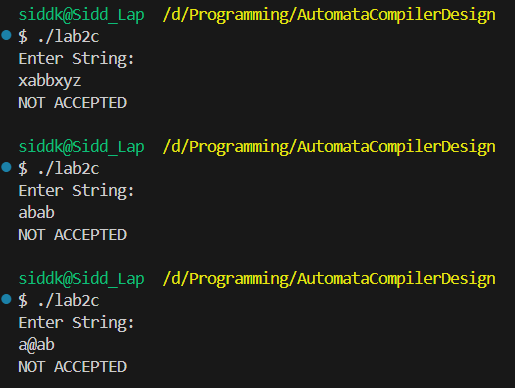 siddk@Sidd_Lap /d/Programming/AutomataCompilerDesign
$ ./lab2c
Enter String:
xabbxyz
NOT ACCEPTED
siddk@Sidd_Lap /d/Programming/AutomataCompilerDesign
$ ./lab2c
Enter String:
abab
NOT ACCEPTED
siddk@Sidd_Lap /d/Programming/AutomataCompilerDesign
$ ./lab2c
Enter String:
a@ab
NOT ACCEPTED